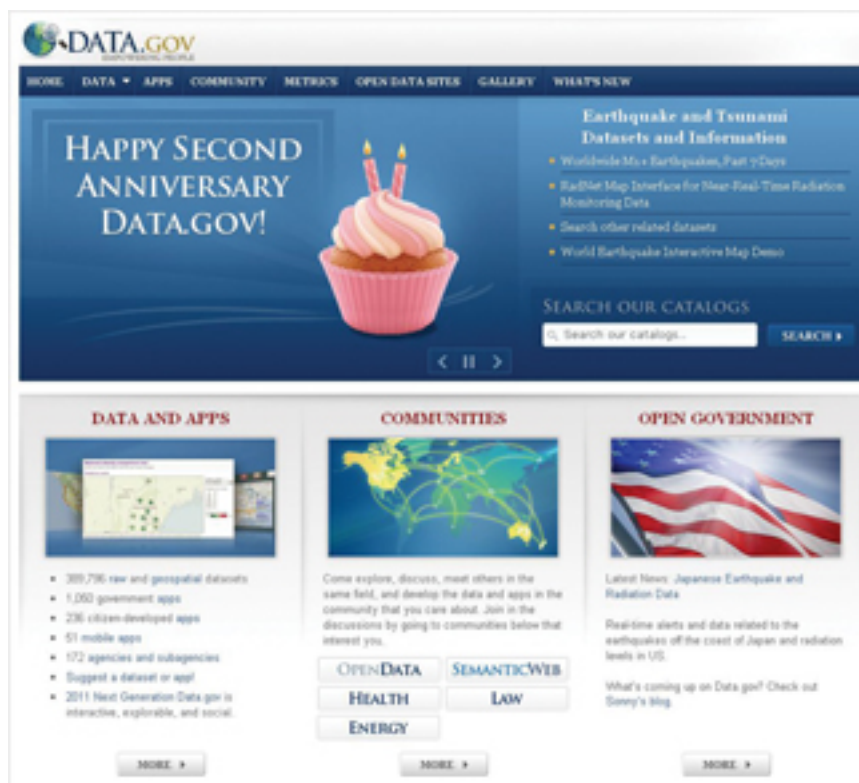 DATA.GOV
EMPOWERING PEOPLE
HOME DATA APPS COMMUNITY METRICS OPEN DATA SITES GALLERY WHAT'S NEW
HAPPY SECOND
ANNIVERSARY
DATA.GOV!
Earthquake and Tsunami
Datasets and Information
Worldwide M1+ Earthquakes, Past 7 Days
RadNet Map Interface for Near-Real-Time Radiation
Monitoring Data
Search other related datasets
World Earthquake Interactive Map Demo
SEARCH OUR CATALOGS
Search our catalogs...
SEARCH
DATA AND APPS
389,796 raw and geospatial datasets
1,050 government apps
236 citizen-developed apps
51 mobile apps
172 agencies and subagencies
Suggest a dataset or app!
2011 Next Generation Data.gov is
interactive, explorable, and social.
MORE
COMMUNITIES
Come explore, discuss, meet others in the
same field, and develop the data and apps in the
community that you care about. Join in the
discussions by going to communities below that
interest you.
OPENDATA SEMANTICWEB
HEALTH LAW
ENERGY
MORE
OPEN GOVERNMENT
Latest News: Japanese Earthquake and
Radiation Data
Real-time alerts and data related to the
earthquakes off the coast of Japan and radiation
levels in US.
What's coming up on Data.gov? Check out
Sonny's blog.
MORE